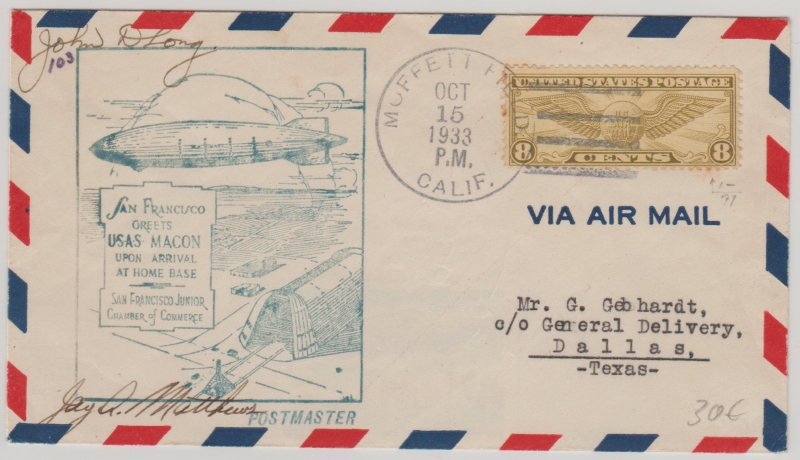 John D Long
103
SAN FRANCISCO
GREETS
U·S·A·S· MACON
UPON ARRIVAL
AT HOME BASE
SAN FRANCISCO JUNIOR
CHAMBER of COMMERCE
Jay A. Matthews
POSTMASTER
MOFFETT
OCT
15
1933
P.M.
CALIF.
UNITED STATES POSTAGE
8 CENTS 8
VIA AIR MAIL
Mr. G. Gebhardt,
c/o General Delivery,
Dallas,
-Texas-
30€